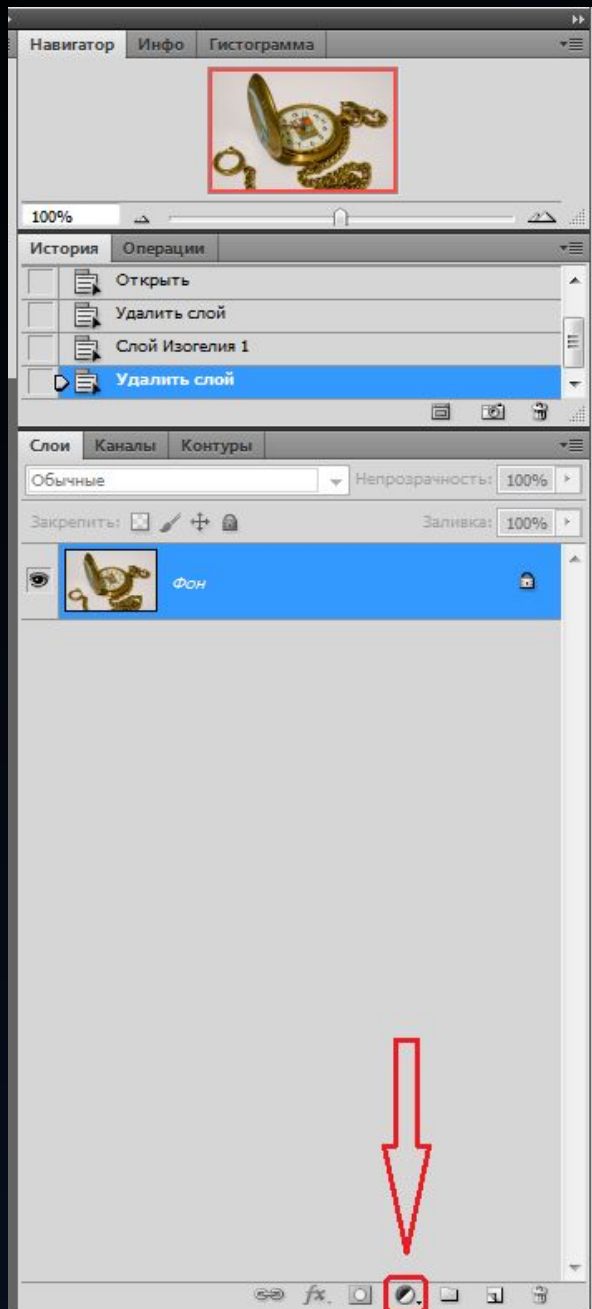 Навигатор Инфо Гистограмма
100%
История Операции
Открыть
Удалить слой
Слой Изогелия 1
Удалить слой
Слои Каналы Контуры
Обычные Непрозрачность: 100%
Закрепить: Заливка: 100%
Фон
fx.